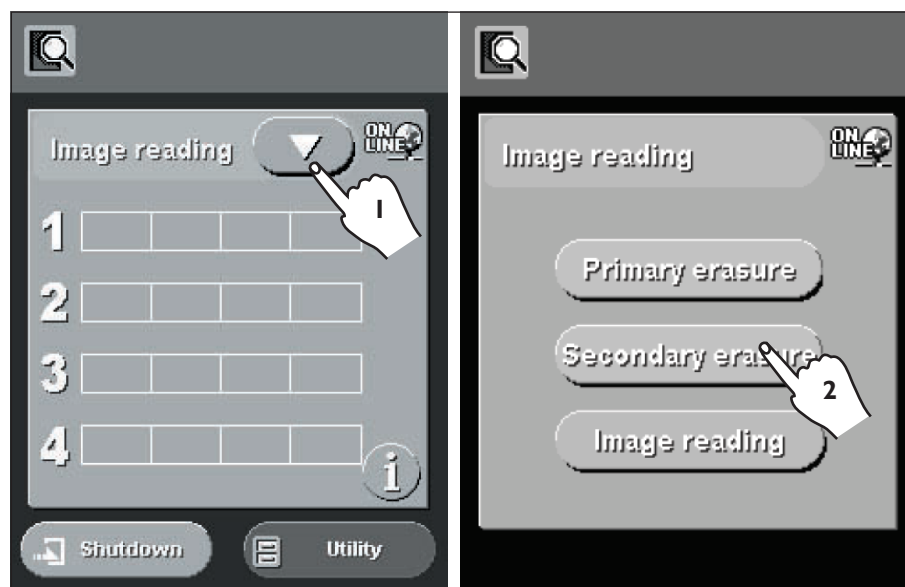 Image reading
ON
LINE
1
1
2
3
4
i
Shutdown
Utility
Image reading
ON
LINE
Primary erasure
Secondary erasure
2
Image reading